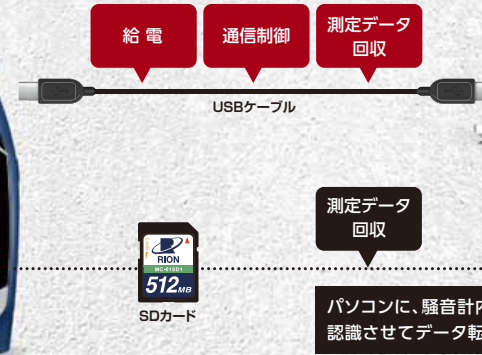 給電
通信制御
測定データ
回収
USBケーブル
測定データ
回収
RION
MC-51SD1
512MB
SDカード
パソコンに、騒音計内
認識させてデータ転